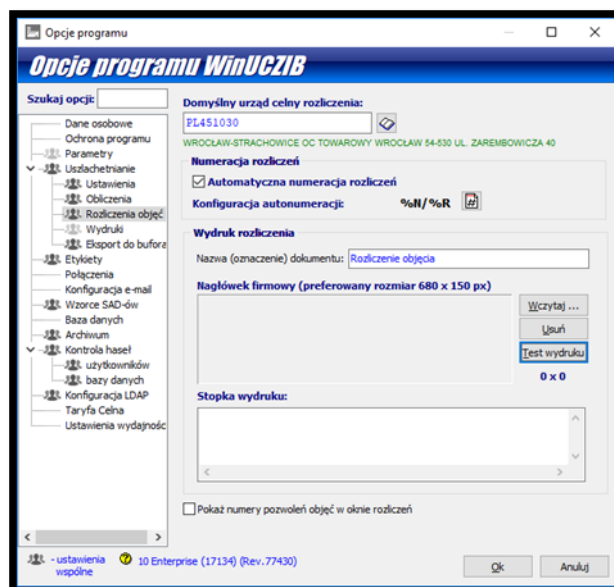 Opcje programu
Opcje programu WinUCZIB
Szukaj opcji:
Dane osobowe
Ochrona programu
Parametry
Uszlachetnianie
Ustawienia
Obliczenia
Rozliczenia objęć
Wydruki
Eksport do bufora
Etykiety
Połączenia
Konfiguracja e-mail
Wzorce SAD-ów
Baza danych
Archiwum
Kontrola haseł
użytkowników
bazy danych
Konfiguracja LDAP
Taryfa Celna
Ustawienia wydajnośc
- ustawienia
wspólne
10 Enterprise (17134) (Rev.77430)
Domyślny urząd celny rozliczenia:
PL451030
WROCŁAW-STRACHOWICE OC TOWAROWY WROCŁAW 54-530 UL. ZAREMBOWICZA 40
Numeracja rozliczeń
Automatyczna numeracja rozliczeń
Konfiguracja autonumeracji: %N/%R
Wydruk rozliczenia
Nazwa (oznaczenie) dokumentu: Rozliczenie objęcia
Nagłówek firmowy (preferowany rozmiar 680 x 150 px)
Wczytaj ...
Usuń
Test wydruku
0 x 0
Stopka wydruku:
Pokaż numery pozwoleń objęć w oknie rozliczeń
Ok Anuluj